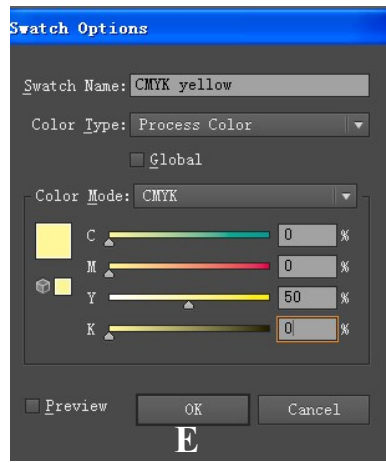 Swatch Options
Swatch Name: CMYK yellow
Color Type: Process Color
Global
Color Mode: CMYK
C 0 %
M 0 %
Y 50 %
K 0 %
Preview OK Cancel
E